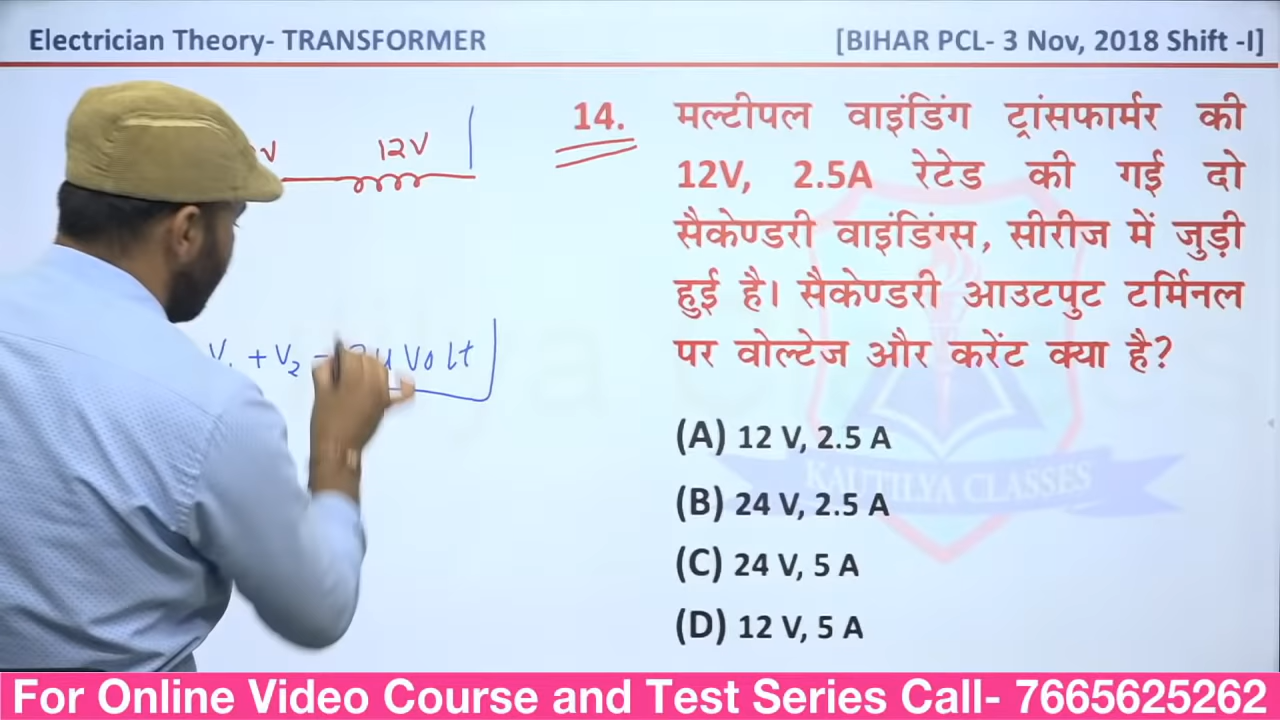 Electrician Theory- TRANSFORMER
[BIHAR PCL- 3 Nov, 2018 Shift -I]
V 12V
14. मल्टीपल वाइंडिंग ट्रांसफार्मर की
12V, 2.5A रेटेड की गई दो
सैकेण्डरी वाइंडिंग्स, सीरीज में जुड़ी
हुई है। सैकेण्डरी आउटपुट टर्मिनल
पर वोल्टेज और करेंट क्या है?
V₁ + V₂ Volt
(A) 12 V, 2.5 A
(B) 24 V, 2.5 A
(C) 24 V, 5 A
(D) 12 V, 5 A
KAUTILYA CLASSES
For Online Video Course and Test Series Call- 7665625262